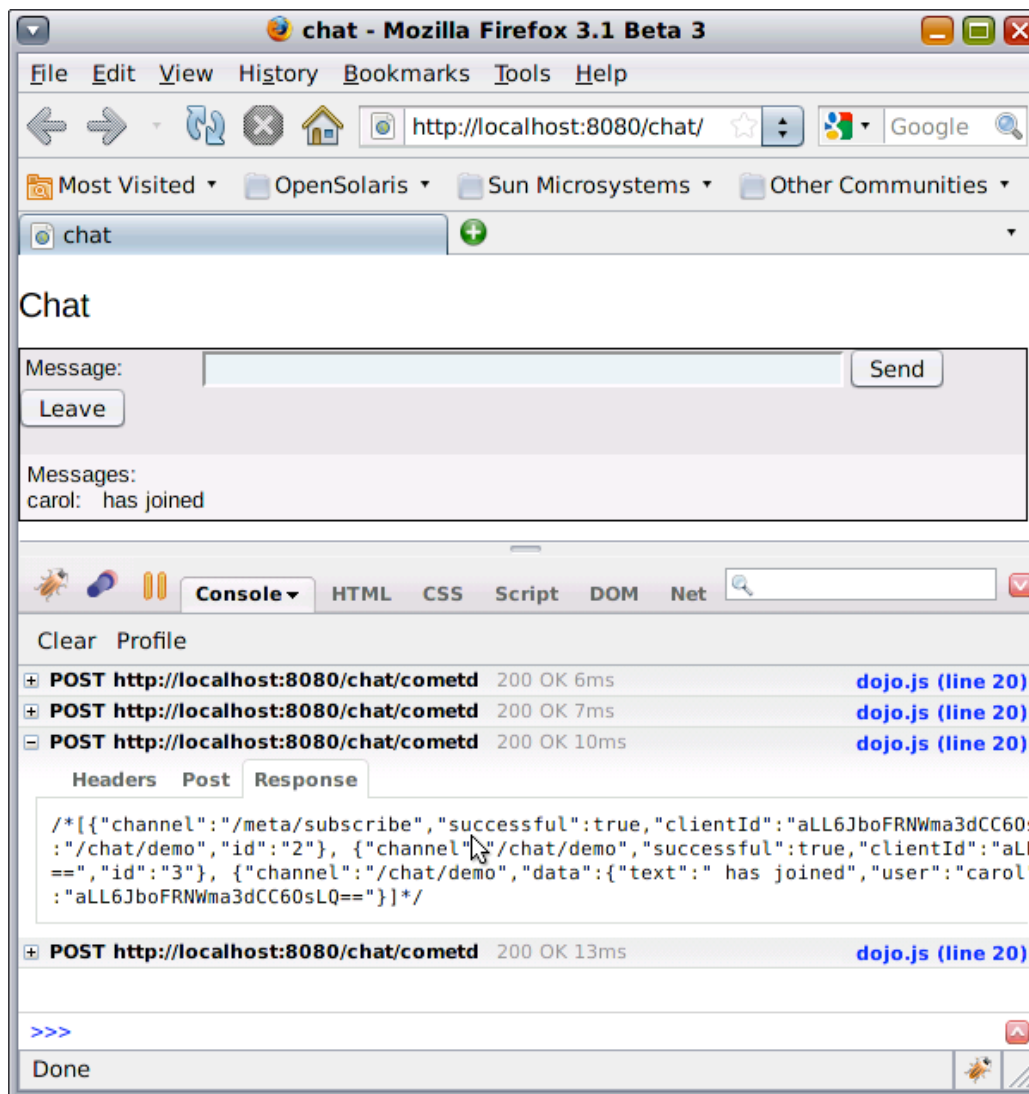 chat - Mozilla Firefox 3.1 Beta 3
File Edit View History Bookmarks Tools Help
http://localhost:8080/chat/ Google
Most Visited OpenSolaris Sun Microsystems Other Communities
chat
Chat
Message: Send
Leave
Messages:
carol: has joined
Console HTML CSS Script DOM Net
Clear Profile
POST http://localhost:8080/chat/cometd 200 OK 6ms dojo.js (line 20)
POST http://localhost:8080/chat/cometd 200 OK 7ms dojo.js (line 20)
POST http://localhost:8080/chat/cometd 200 OK 10ms dojo.js (line 20)
Headers Post Response
/*[{"channel":"/meta/subscribe","successful":true,"clientId":"aLL6JboFRNWma3dCC6Os
:"/chat/demo","id":"2"}, {"channel":"/chat/demo","successful":true,"clientId":"aLL
==","id":"3"}, {"channel":"/chat/demo","data":{"text":" has joined","user":"carol"
:"aLL6JboFRNWma3dCC6OsLQ=="}]*/
POST http://localhost:8080/chat/cometd 200 OK 13ms dojo.js (line 20)
>>>
Done